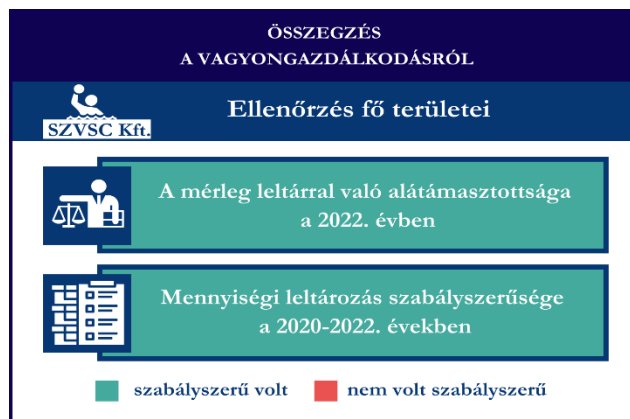 ÖSSZEGZÉS
A VAGYONGAZDÁLKODÁSRÓL
SZVSC Kft.
Ellenőrzés fő területei
A mérleg leltárral való alátámasztottsága
a 2022. évben
Mennyiségi leltározás szabályszerűsége
a 2020-2022. években
szabályszerű volt
nem volt szabályszerű